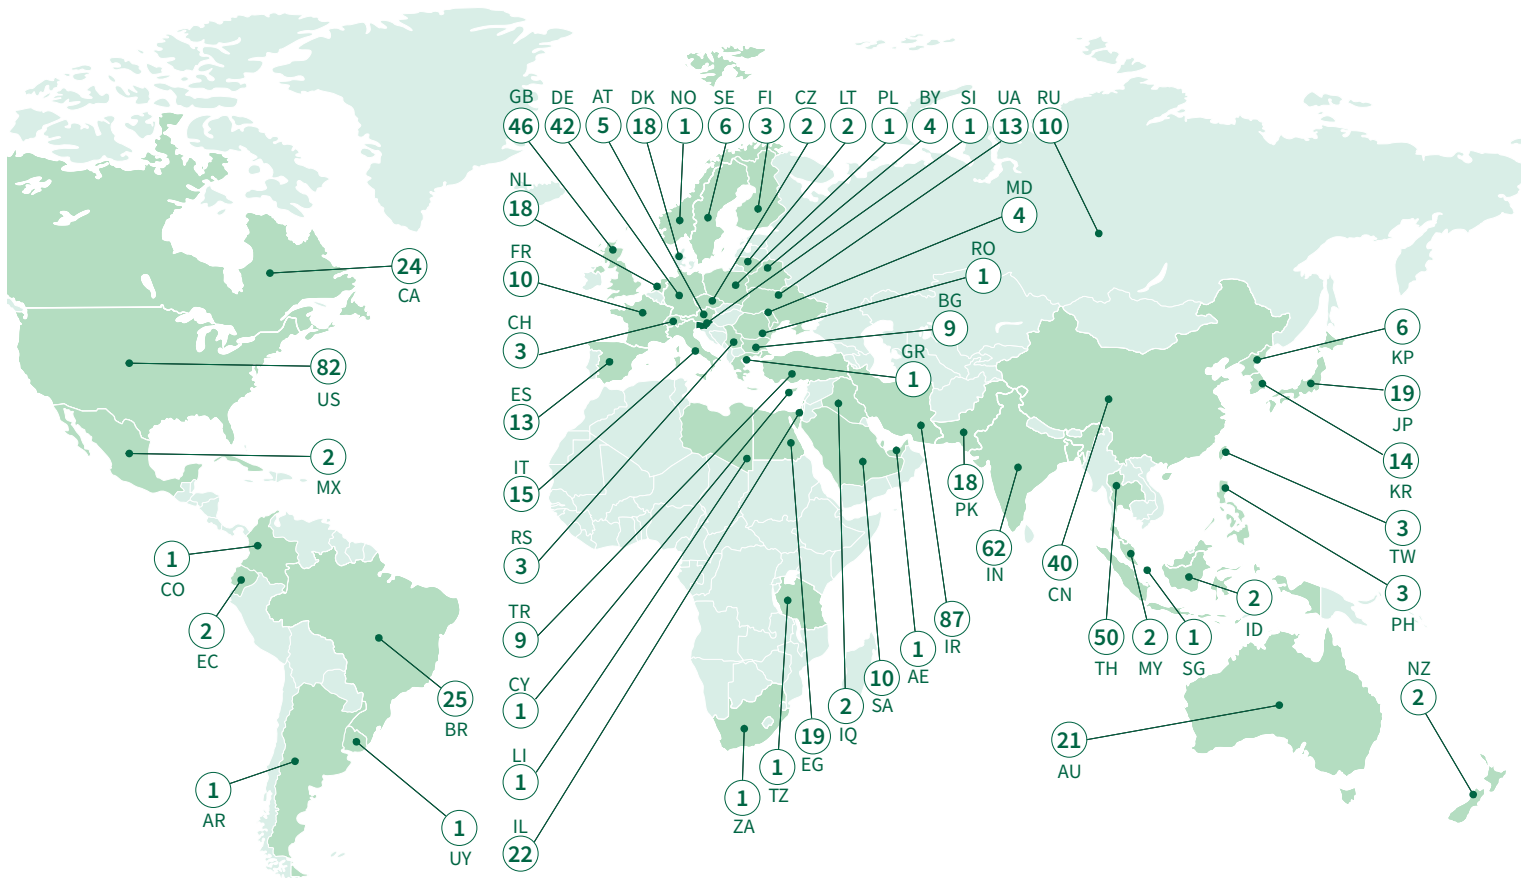 GB DE AT DK NO SE FI CZ LT PL BY SI UA RU
46 42 5 18 1 6 3 2 2 1 4 1 13 10
NL
18
MD
4
FR
10
RO
1
CH
3
BG
9
GR
1
ES
13
IT
15
RS
3
TR
9
CY
1
LI
1
IL
22
24
CA
82
US
2
MX
1
CO
2
EC
25
BR
1
AR
1
UY
6
KP
19
JP
14
KR
3
TW
3
PH
18
PK
62
IN
40
CN
50
TH
2
MY
1
SG
2
ID
87
IR
1
AE
10
SA
2
IQ
19
EG
1
TZ
1
ZA
21
AU
NZ
2